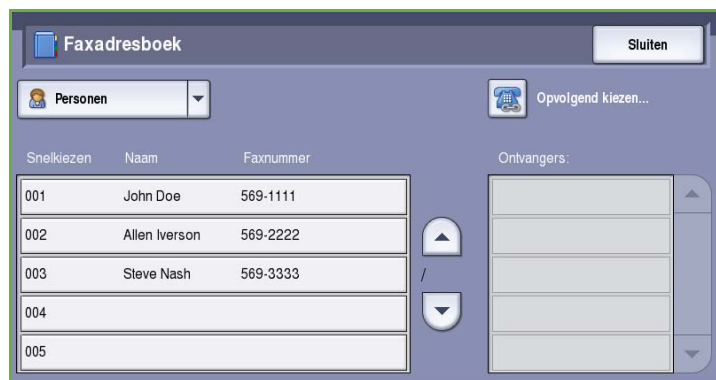 Faxadresboek
Sluiten
Personen
Opvolgend kiezen...
Snelkiezen Naam Faxnummer Ontvangers:
001 John Doe 569-1111
002 Allen Iverson 569-2222
003 Steve Nash 569-3333
/
004
005